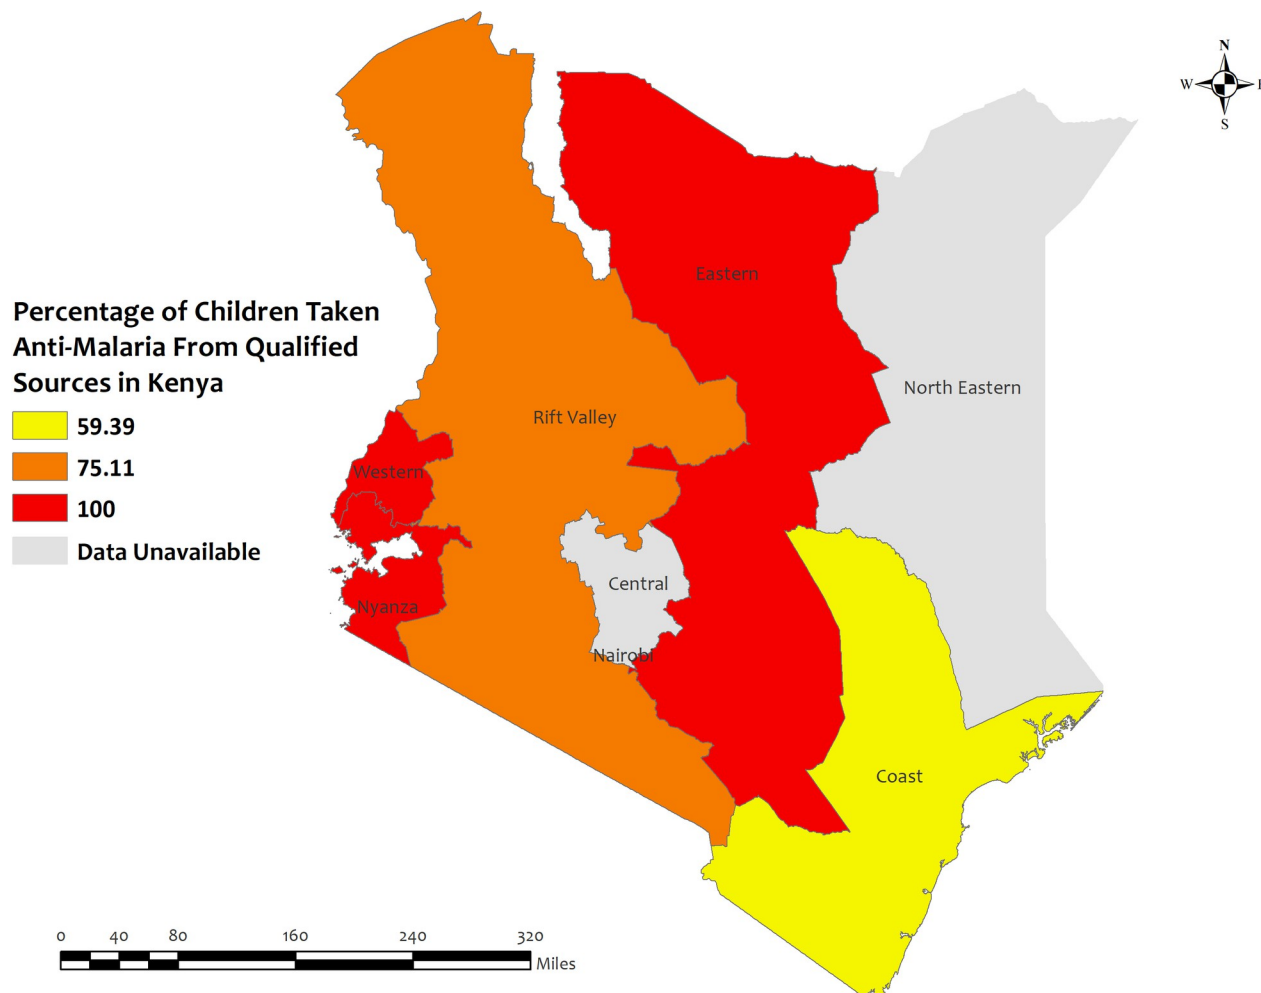 N
W
E
S
Eastern
North Eastern
Percentage of Children Taken
Anti-Malaria From Qualified
Sources in Kenya
59.39
75.11
100
Data Unavailable
Rift Valley
Western
Central
Nyanza
Nairobi
Coast
0 40 80 160 240 320
Miles